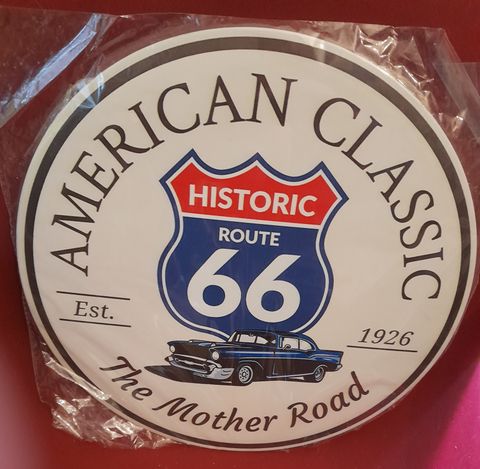 AMERICAN CLASSIC
HISTORIC
ROUTE
66
Est.
1926
The Mother Road